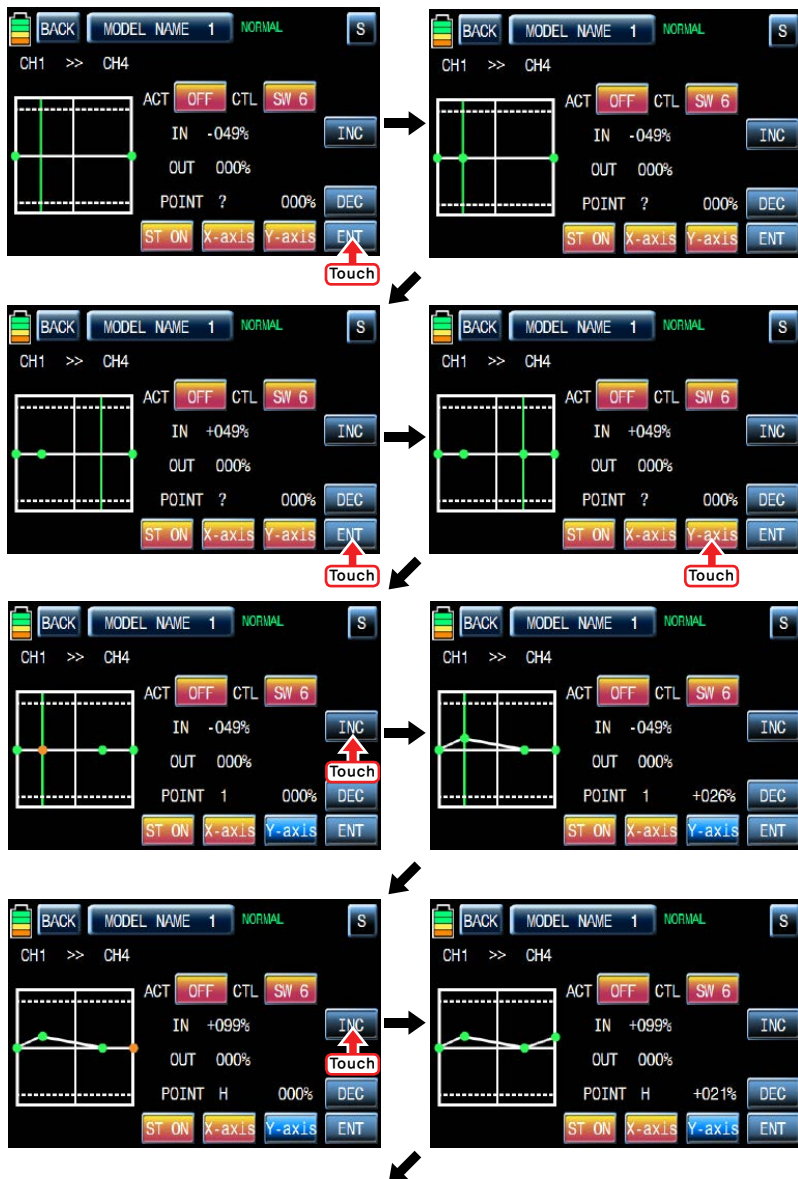 BACK MODEL NAME 1 NORMAL S
CH1 >> CH4
ACT OFF CTL SW 6
IN -049% INC
OUT 000%
POINT ? 000% DEC
ST ON X-axis Y-axis ENT
Touch
BACK MODEL NAME 1 NORMAL S
CH1 >> CH4
ACT OFF CTL SW 6
IN -049% INC
OUT 000%
POINT ? 000% DEC
ST ON X-axis Y-axis ENT
BACK MODEL NAME 1 NORMAL S
CH1 >> CH4
ACT OFF CTL SW 6
IN +049% INC
OUT 000%
POINT ? 000% DEC
ST ON X-axis Y-axis ENT
Touch
BACK MODEL NAME 1 NORMAL S
CH1 >> CH4
ACT OFF CTL SW 6
IN +049% INC
OUT 000%
POINT ? 000% DEC
ST ON X-axis Y-axis ENT
Touch
BACK MODEL NAME 1 NORMAL S
CH1 >> CH4
ACT OFF CTL SW 6
IN -049% INC
OUT 000%
Touch
POINT 1 000% DEC
ST ON X-axis Y-axis ENT
BACK MODEL NAME 1 NORMAL S
CH1 >> CH4
ACT OFF CTL SW 6
IN -049% INC
OUT 000%
POINT 1 +026% DEC
ST ON X-axis Y-axis ENT
BACK MODEL NAME 1 NORMAL S
CH1 >> CH4
ACT OFF CTL SW 6
IN +099% INC
OUT 000%
Touch
POINT H 000% DEC
ST ON X-axis Y-axis ENT
BACK MODEL NAME 1 NORMAL S
CH1 >> CH4
ACT OFF CTL SW 6
IN +099% INC
OUT 000%
POINT H +021% DEC
ST ON X-axis Y-axis ENT